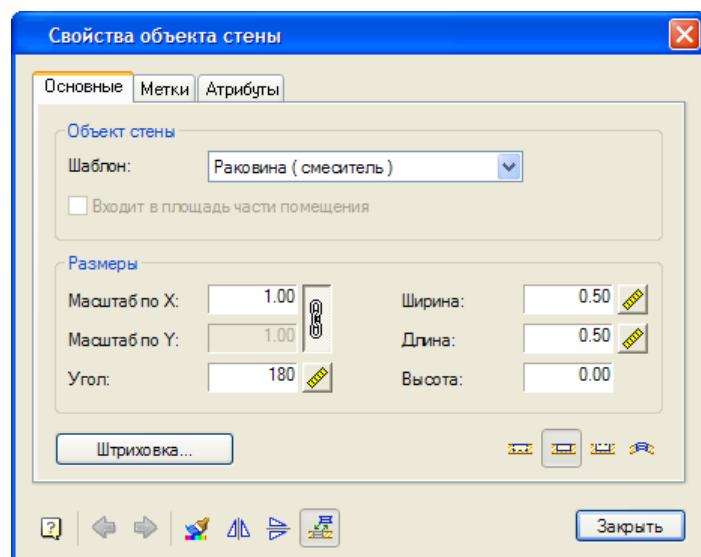 Свойства объекта стены
Основные Метки Атрибуты
Объект стены
Шаблон: Раковина ( смеситель )
Входит в площадь части помещения
Размеры
Масштаб по X: 1.00 Ширина: 0.50
Масштаб по Y: 1.00 Длина: 0.50
Угол: 180 Высота: 0.00
Штриховка...
? Закрыть